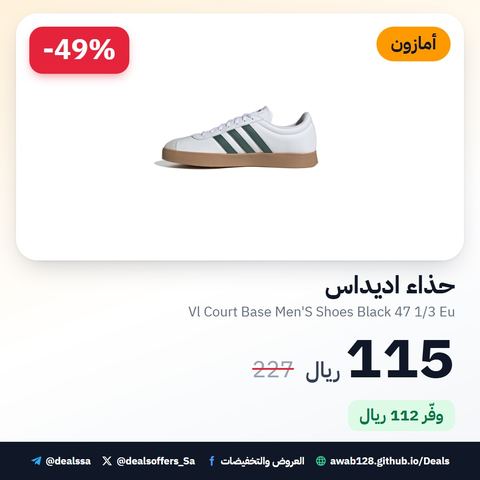 -49%
أمازون
حذاء اديداس
Vl Court Base Men'S Shoes Black 47 1/3 Eu
115 ريال 227
وفّر 112 ريال
@dealssa @dealsoffers_Sa العروض والتخفيضات awab128.github.io/Deals